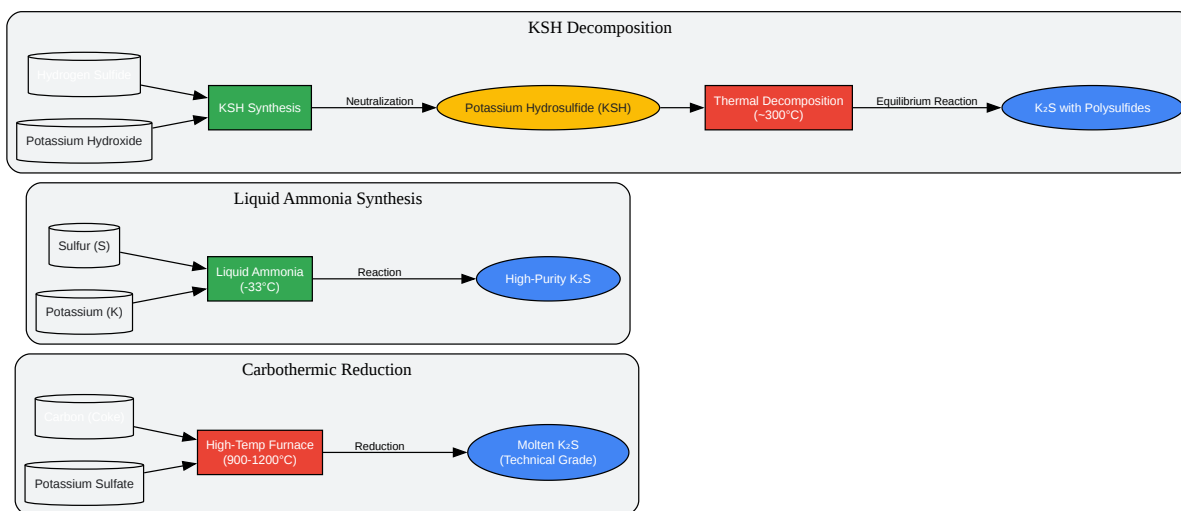 KSH Decomposition
Hydrogen Sulfide
KSH Synthesis
Neutralization
Potassium Hydrosulfide (KSH)
Thermal Decomposition
(~300°C)
Equilibrium Reaction
K₂S with Polysulfides
Potassium Hydroxide
Liquid Ammonia Synthesis
Sulfur (S)
Liquid Ammonia
(-33°C)
Reaction
High-Purity K₂S
Potassium (K)
Carbothermic Reduction
Carbon (Coke)
High-Temp Furnace
(900-1200°C)
Reduction
Molten K₂S
(Technical Grade)
Potassium Sulfate